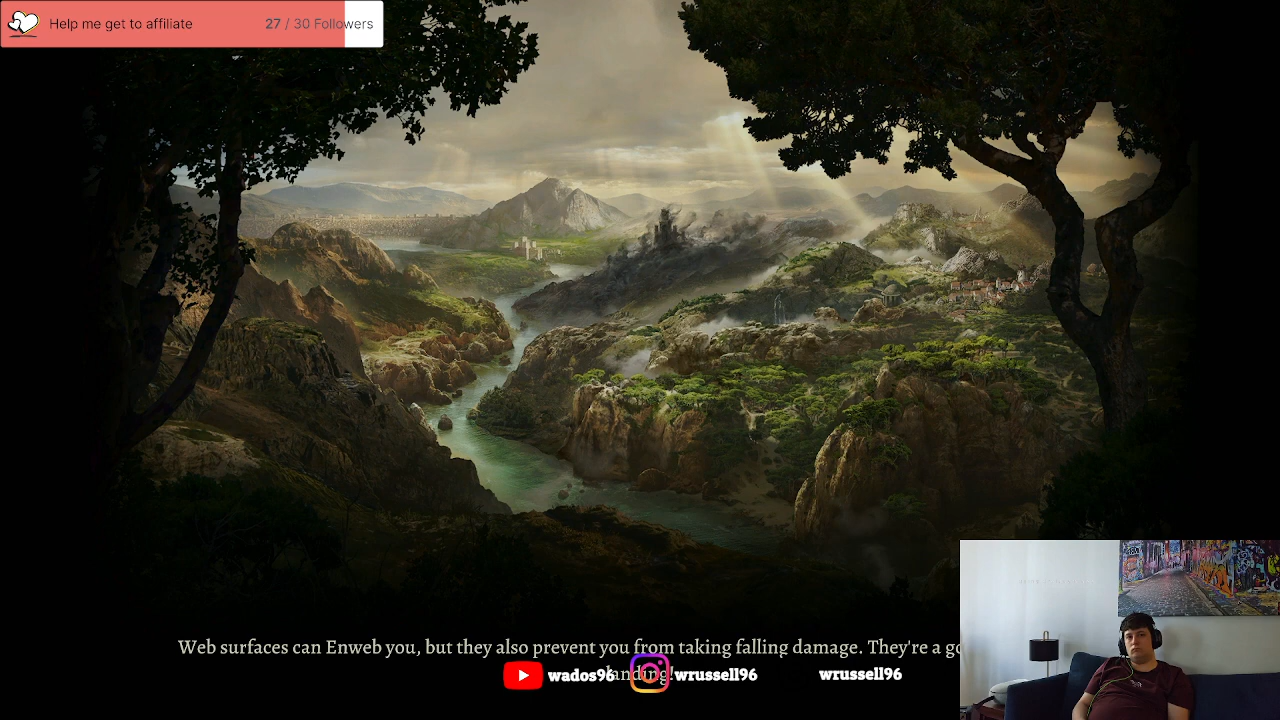 Help me get to affiliate 27 / 30 Followers
Web surfaces can Enweb you, but they also prevent you from taking falling damage. They're a
landing!
wados96 wrussell96 wrussell96